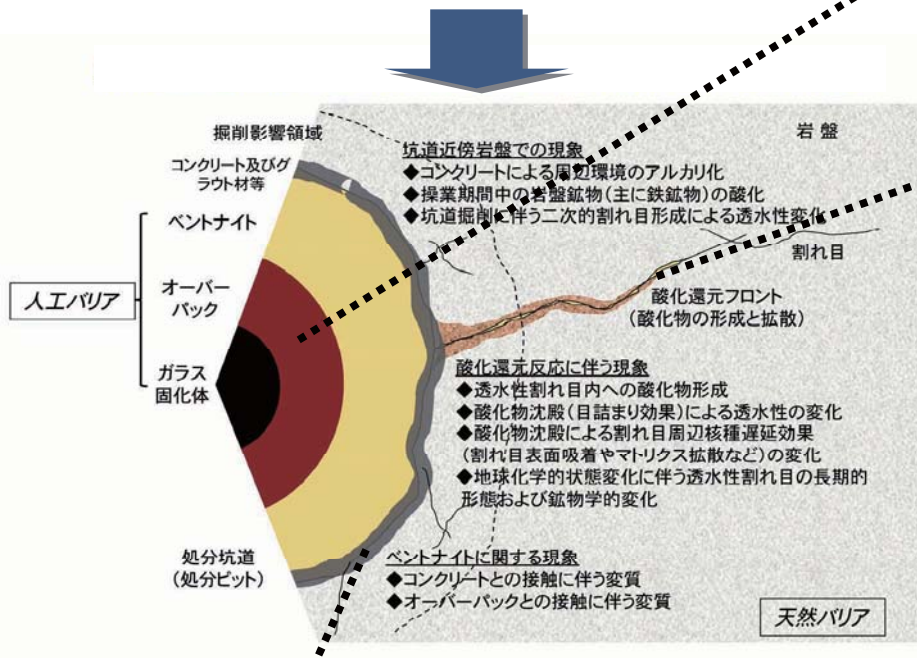 掘削影響領域
岩 盤
コンクリート及びグ
ラウト材等
ベントナイト
オーバー
パック
人工バリア
ガラス
固化体
処分坑道
(処分ピット)
坑道近傍岩盤での現象
◆コンクリートによる周辺環境のアルカリ化
◆操業期間中の岩盤鉱物(主に鉄鉱物)の酸化
◆坑道掘削に伴う二次的割れ目形成による透水性変化
割れ目
酸化還元フロント
(酸化物の形成と拡散)
酸化還元反応に伴う現象
◆透水性割れ目内への酸化物形成
◆酸化物沈殿(目詰まり効果)による透水性の変化
◆酸化物沈殿による割れ目周辺核種遅延効果
(割れ目表面吸着やマトリクス拡散など)の変化
◆地球化学的状態変化に伴う透水性割れ目の長期的
形態および鉱物学的変化
ベントナイトに関する現象
◆コンクリートとの接触に伴う変質
◆オーバーパックとの接触に伴う変質
天然バリア